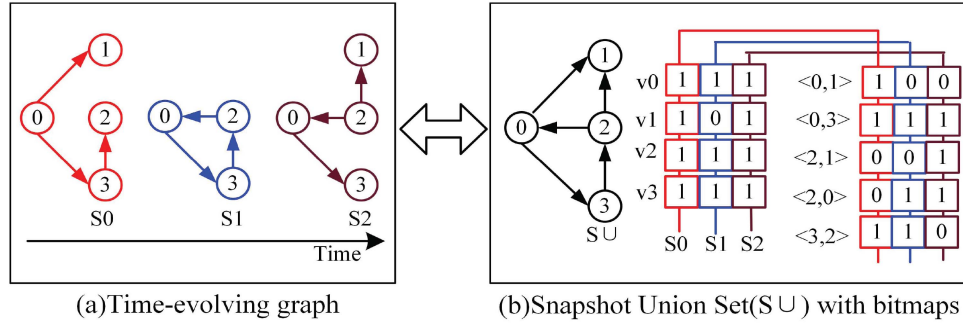 1
0
2
3
S0
0
2
3
S1
1
0
2
3
S2
Time
(a)Time-evolving graph
1
0
2
3
S∪
v0 1 1 1
v1 1 0 1
v2 1 1 1
v3 1 1 1
S0 S1 S2
<0,1> 1 0 0
<0,3> 1 1 1
<2,1> 0 0 1
<2,0> 0 1 1
<3,2> 1 1 0
(b)Snapshot Union Set(S∪) with bitmaps